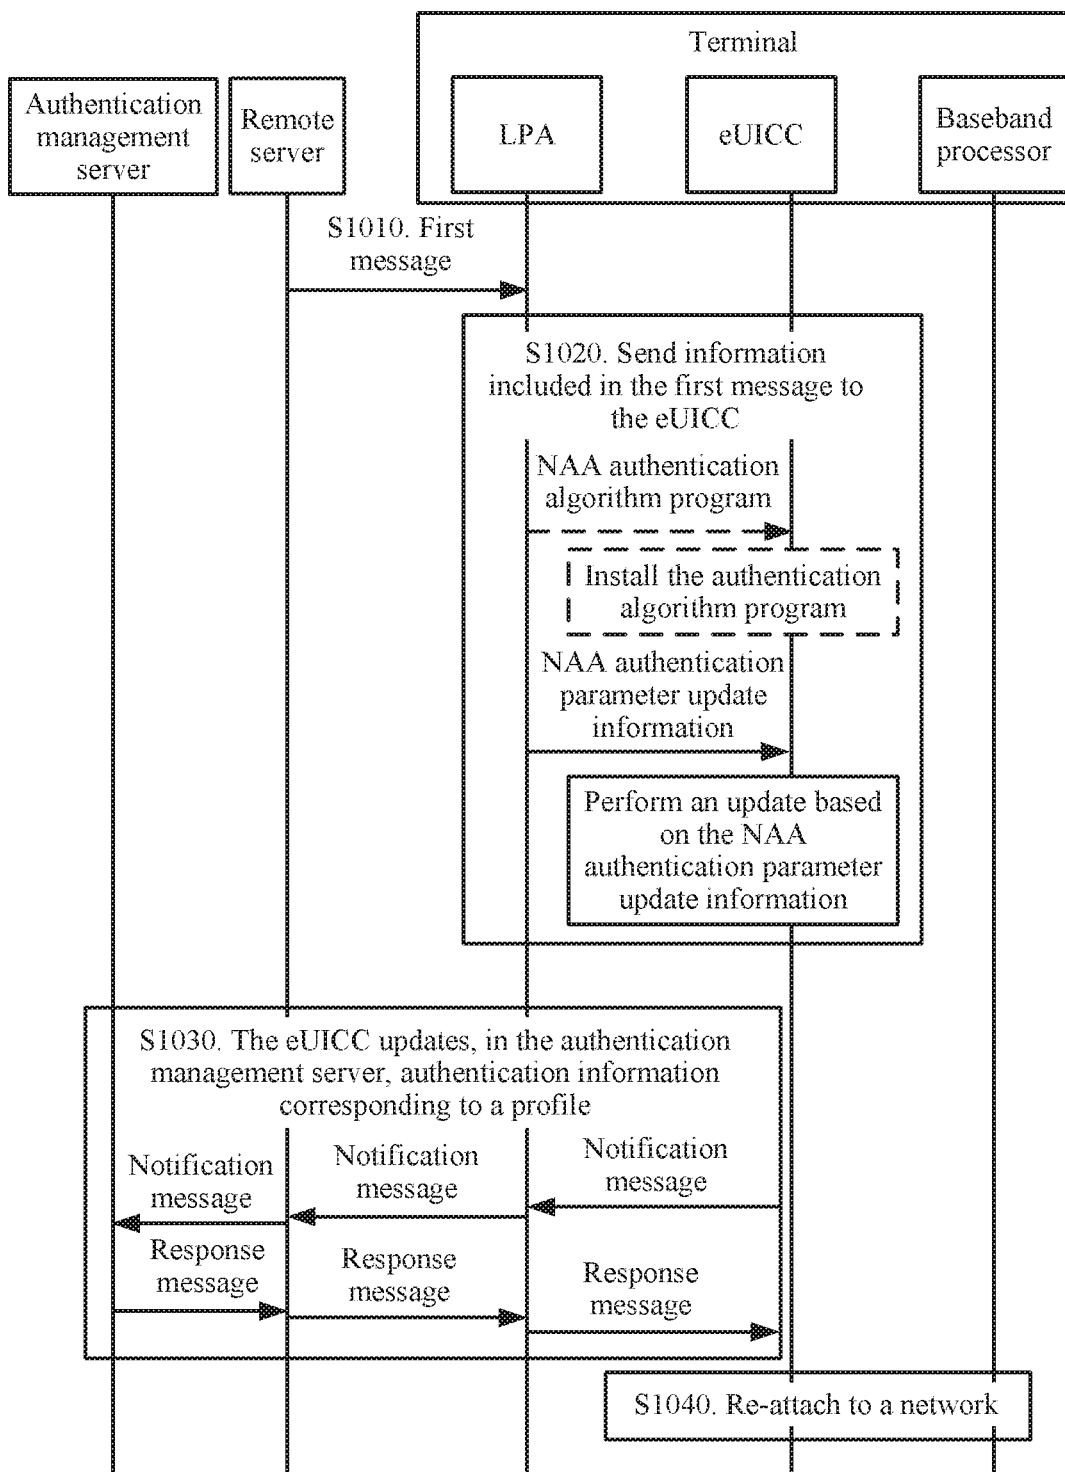 Terminal
Authentication
management
server
Remote
server
LPA
eUICC
Baseband
processor
S1010. First
message
S1020. Send information
included in the first message to
the eUICC
NAA authentication
algorithm program
Install the authentication
algorithm program
NAA authentication
parameter update
information
Perform an update based
on the NAA
authentication parameter
update information
S1030. The eUICC updates, in the authentication
management server, authentication information
corresponding to a profile
Notification
message
Notification
message
Notification
message
Response
message
Response
message
Response
message
S1040. Re-attach to a network